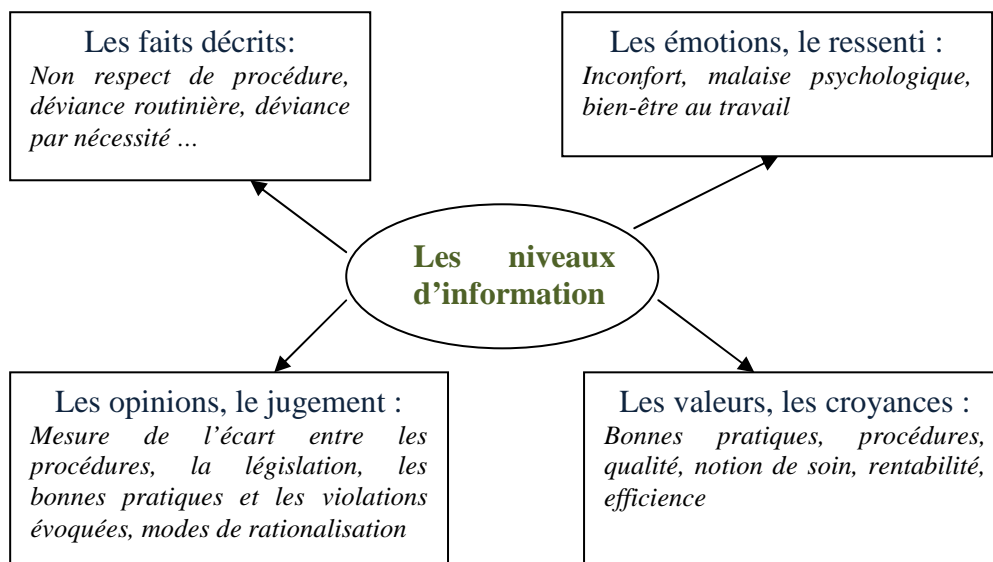 Les faits décrits:
Non respect de procédure,
déviance routinière, déviance
par nécessité …
Les émotions, le ressenti :
Inconfort, malaise psychologique,
bien-être au travail
Les niveaux
d’information
Les opinions, le jugement :
Mesure de l’écart entre les
procédures, la législation, les
bonnes pratiques et les violations
évoquées, modes de rationalisation
Les valeurs, les croyances :
Bonnes pratiques, procédures,
qualité, notion de soin, rentabilité,
efficience